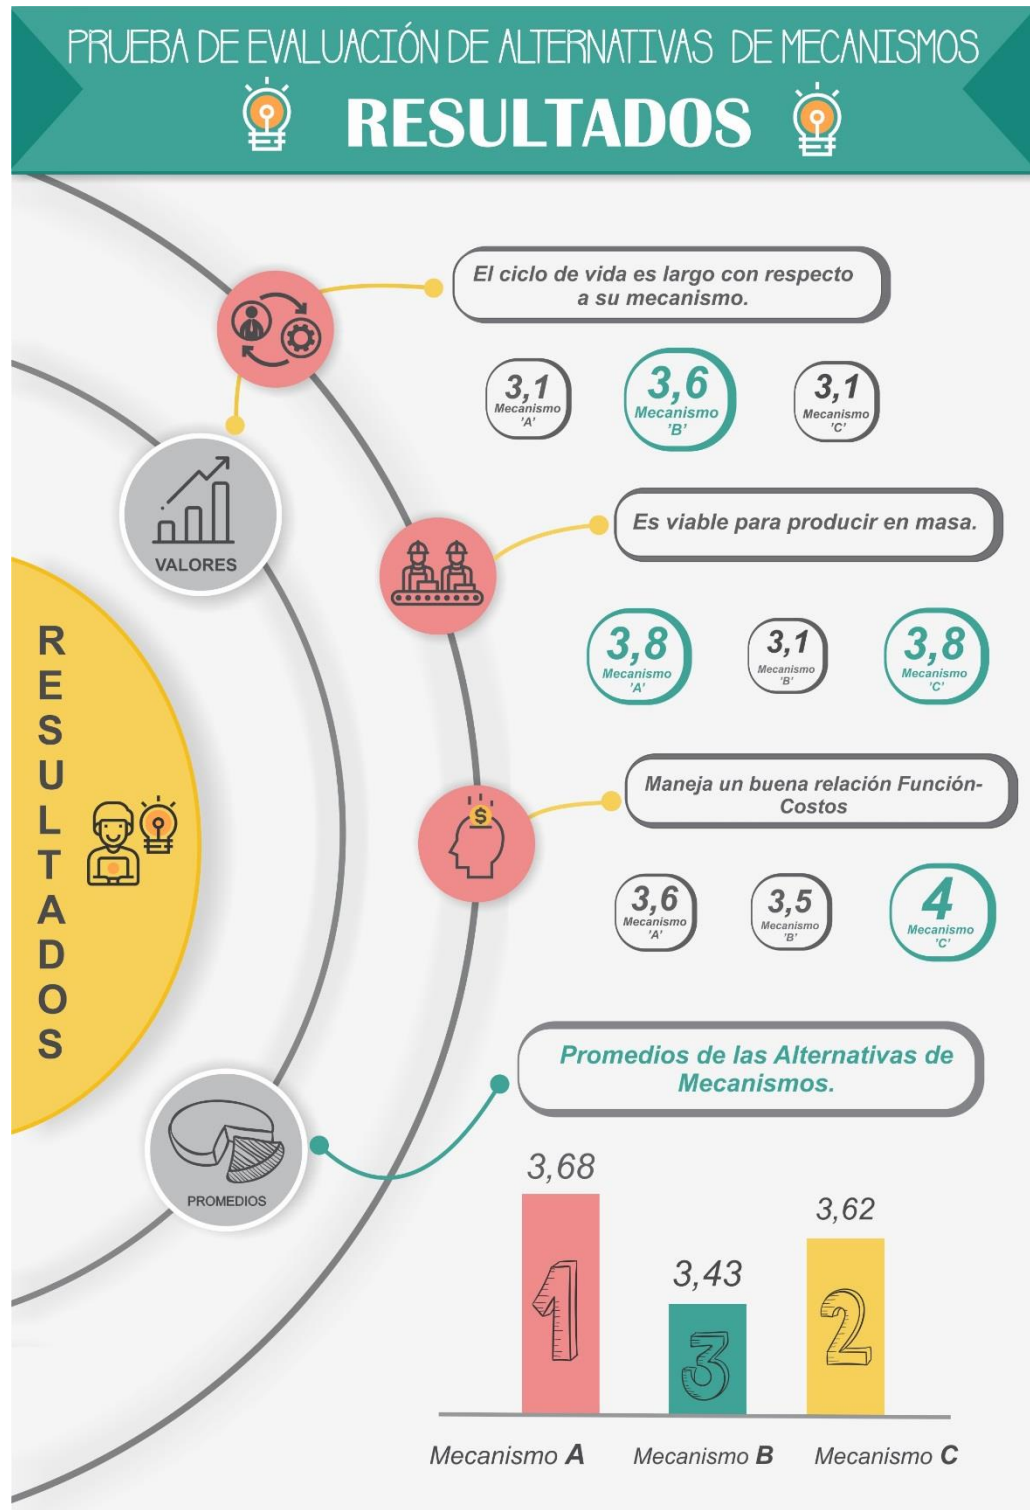 PRUEBA DE EVALUACIÓN DE ALTERNATIVAS DE MECANISMOS
RESULTADOS
El ciclo de vida es largo con respecto
a su mecanismo.
3,1
Mecanismo
'A'
3,6
Mecanismo
'B'
3,1
Mecanismo
'C'
VALORES
Es viable para producir en masa.
3,8
Mecanismo
'A'
3,1
Mecanismo
'B'
3,8
Mecanismo
'C'
RESULTADOS
Maneja un buena relación Función-
Costos
$
3,6
Mecanismo
'A'
3,5
Mecanismo
'B'
4
Mecanismo
'C'
Promedios de las Alternativas de
Mecanismos.
PROMEDIOS
3,68
3,43
3,62
1
3
2
Mecanismo A
Mecanismo B
Mecanismo C